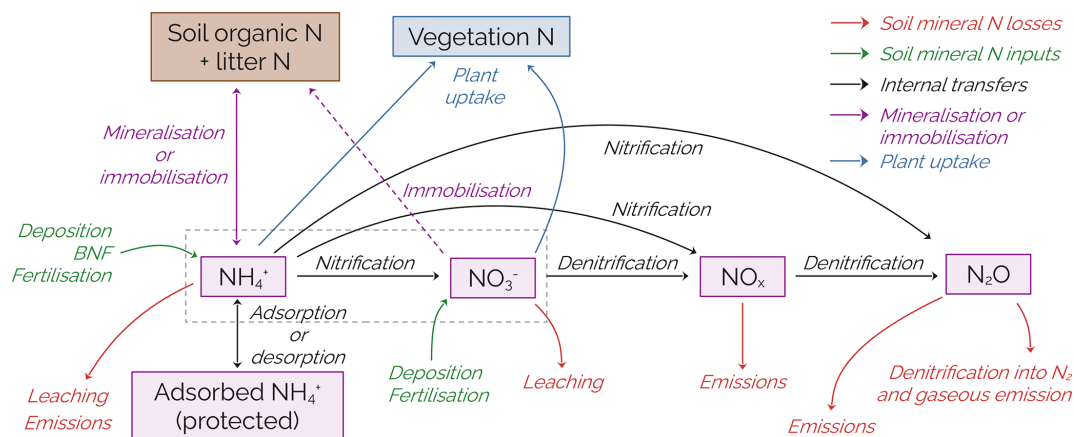 Soil organic N
+ litter N
Vegetation N
Plant
uptake
Soil mineral N losses
Soil mineral N inputs
Internal transfers
Mineralisation or
immobilisation
Plant uptake
Mineralisation
or
immobilisation
Nitrification
Immobilisation
Nitrification
Deposition
BNF
Fertilisation
NH₄⁺
Nitrification
NO₃⁻
Denitrification
NOₓ
Denitrification
N₂O
Adsorption
or
desorption
Leaching
Emissions
Adsorbed NH₄⁺
(protected)
Deposition
Fertilisation
Leaching
Emissions
Emissions
Denitrification into N₂
and gaseous emission